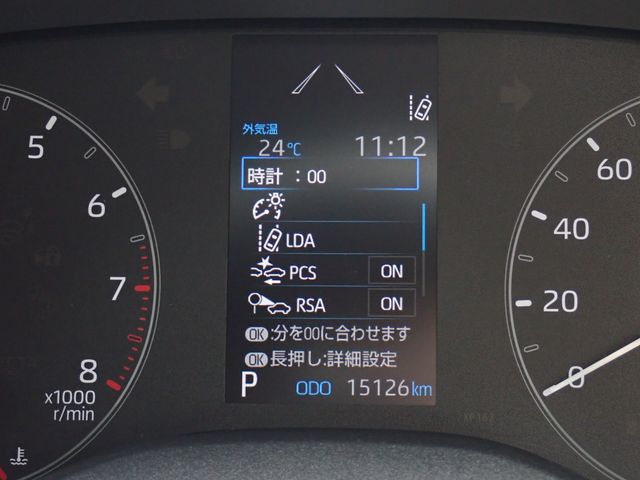 外気温
24℃ 11:12
時計 :00
LDA
PCS ON
RSA ON
OK:分を00に合わせます
OK長押し:詳細設定
P ODO 15126km
5
6
7
8
x1000
r/min
60
40
20
0